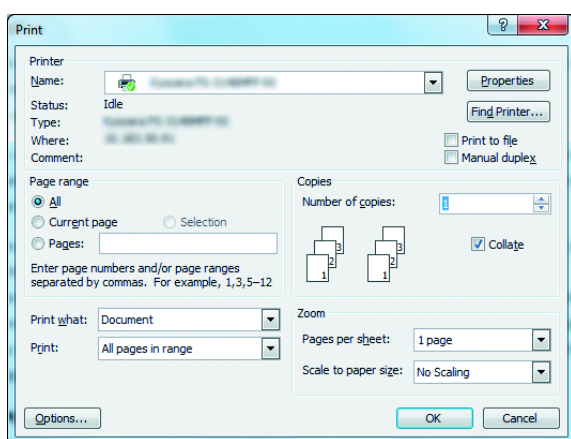 Print
Printer
Name:
Properties
Status: Idle
Find Printer...
Type:
Where:
Print to file
Comment:
Manual duplex
Page range
All
Current page Selection
Pages:
Enter page numbers and/or page ranges
separated by commas. For example, 1,3,5–12
Copies
Number of copies: 1
3 3
2 2
1 1
Collate
Print what: Document
Print: All pages in range
Zoom
Pages per sheet: 1 page
Scale to paper size: No Scaling
Options...
OK Cancel